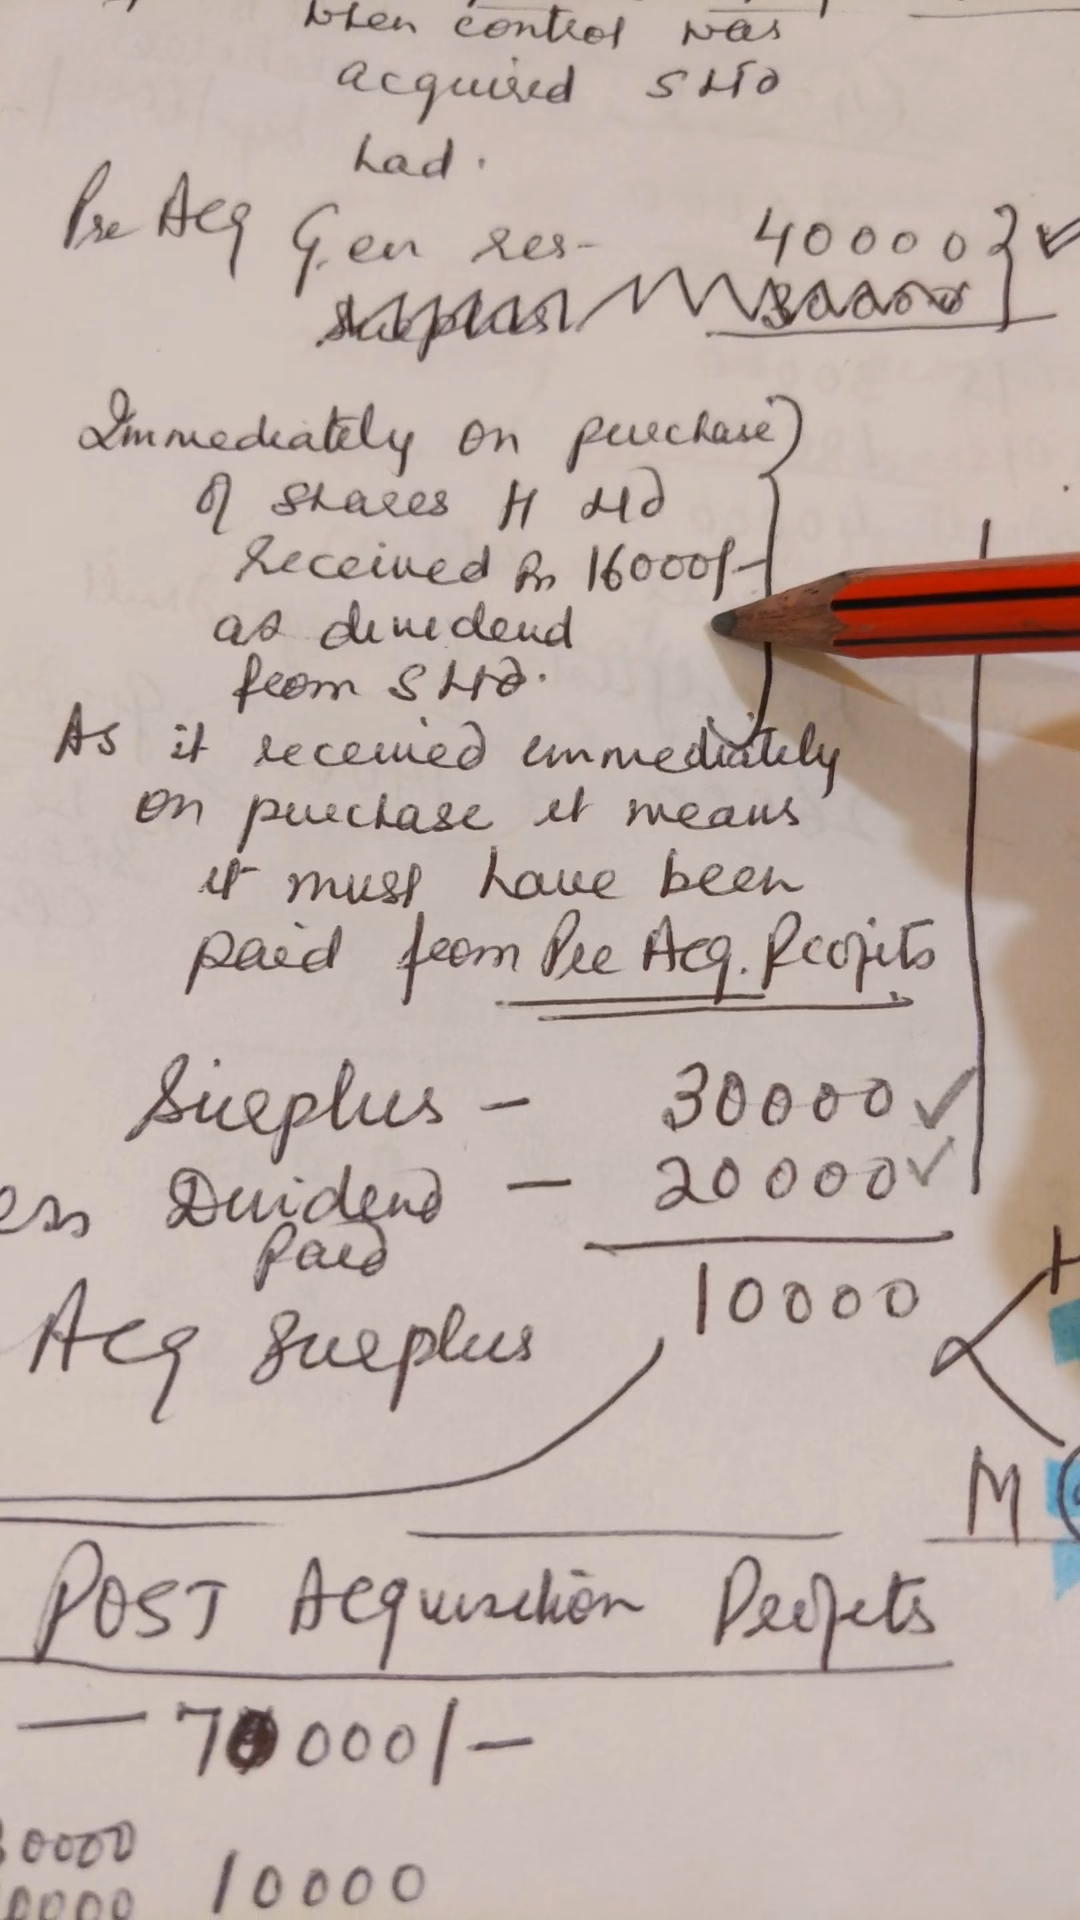 when control was
acquired S Ltd
had.
Pre Acq Gen res- 40000
Surplus 30000
Immediately on purchase
of shares H Ltd
received Rs 16000/-
as dividend
from S Ltd.
As it received immediately
on purchase it means
it must have been
paid from Pre Acq. Profits
Surplus - 30000
Dividend - 20000
Paid
10000
Acq Surplus
M
POST Acquisition Profits
— 70000/-
10000